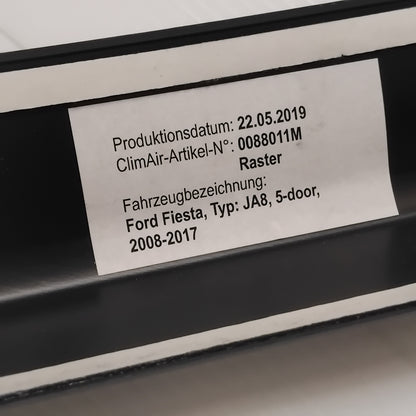 Produktionsdatum: 22.05.2019
ClimAir-Artikel-N°: 0088011M
Raster
Fahrzeugbezeichnung:
Ford Fiesta, Typ: JA8, 5-door,
2008-2017